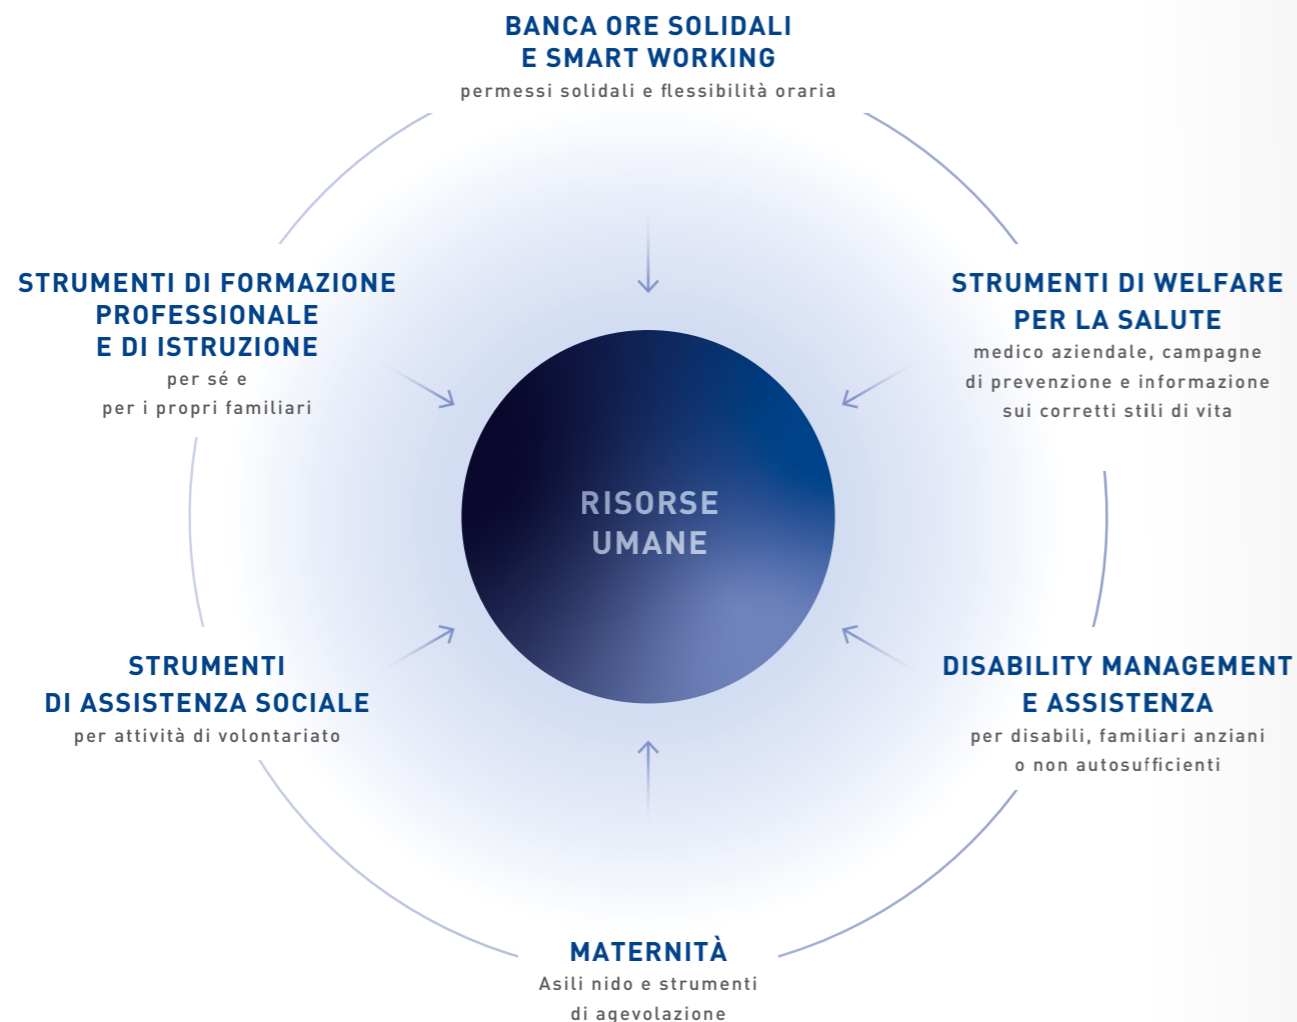 BANCA ORE SOLIDALI
E SMART WORKING
permessi solidali e flessibilità oraria
STRUMENTI DI FORMAZIONE
PROFESSIONALE
E DI ISTRUZIONE
per sé e
per i propri familiari
STRUMENTI DI WELFARE
PER LA SALUTE
medico aziendale, campagne
di prevenzione e informazione
sui corretti stili di vita
RISORSE
UMANE
STRUMENTI
DI ASSISTENZA SOCIALE
per attività di volontariato
DISABILITY MANAGEMENT
E ASSISTENZA
per disabili, familiari anziani
o non autosufficienti
MATERNITÀ
Asili nido e strumenti
di agevolazione